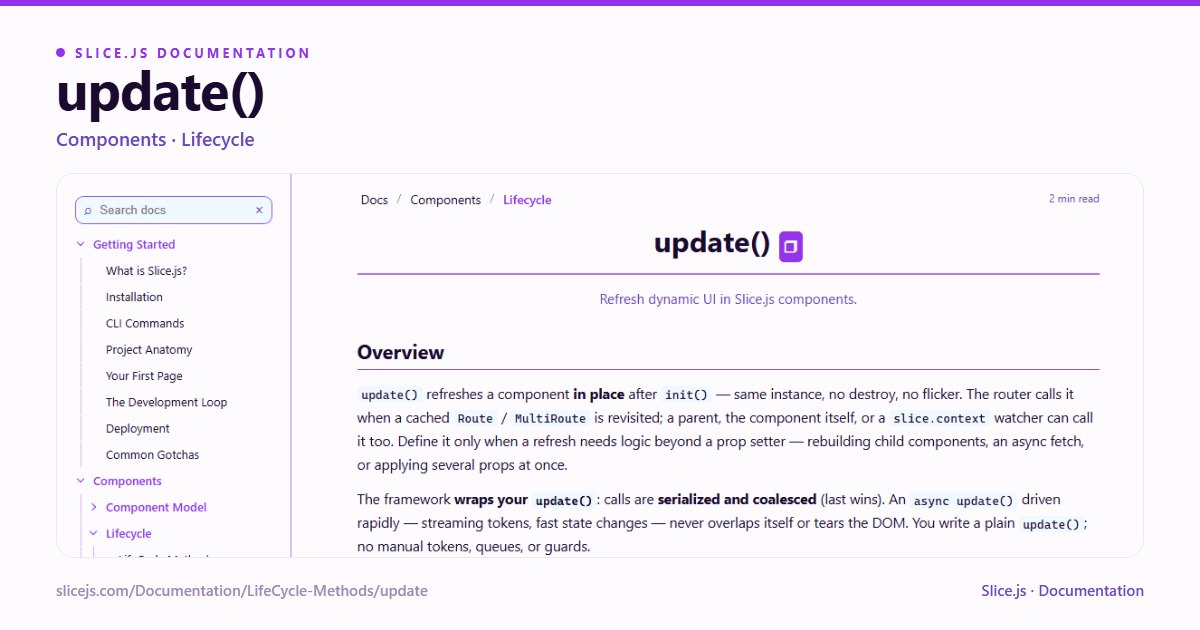 SLICE.JS DOCUMENTATION
update()
Components · Lifecycle
Search docs
Getting Started
What is Slice.js?
Installation
CLI Commands
Project Anatomy
Your First Page
The Development Loop
Deployment
Common Gotchas
Components
Component Model
Lifecycle
Docs / Components / Lifecycle
2 min read
update()
Refresh dynamic UI in Slice.js components.
Overview
update() refreshes a component in place after init() — same instance, no destroy, no flicker. The router calls it
when a cached Route / MultiRoute is revisited; a parent, the component itself, or a slice.context watcher can call
it too. Define it only when a refresh needs logic beyond a prop setter — rebuilding child components, an async fetch,
or applying several props at once.
The framework wraps your update() : calls are serialized and coalesced (last wins). An async update() driven
rapidly — streaming tokens, fast state changes — never overlaps itself or tears the DOM. You write a plain update() ;
no manual tokens, queues, or guards.
slicejs.com/Documentation/LifeCycle-Methods/update
Slice.js · Documentation